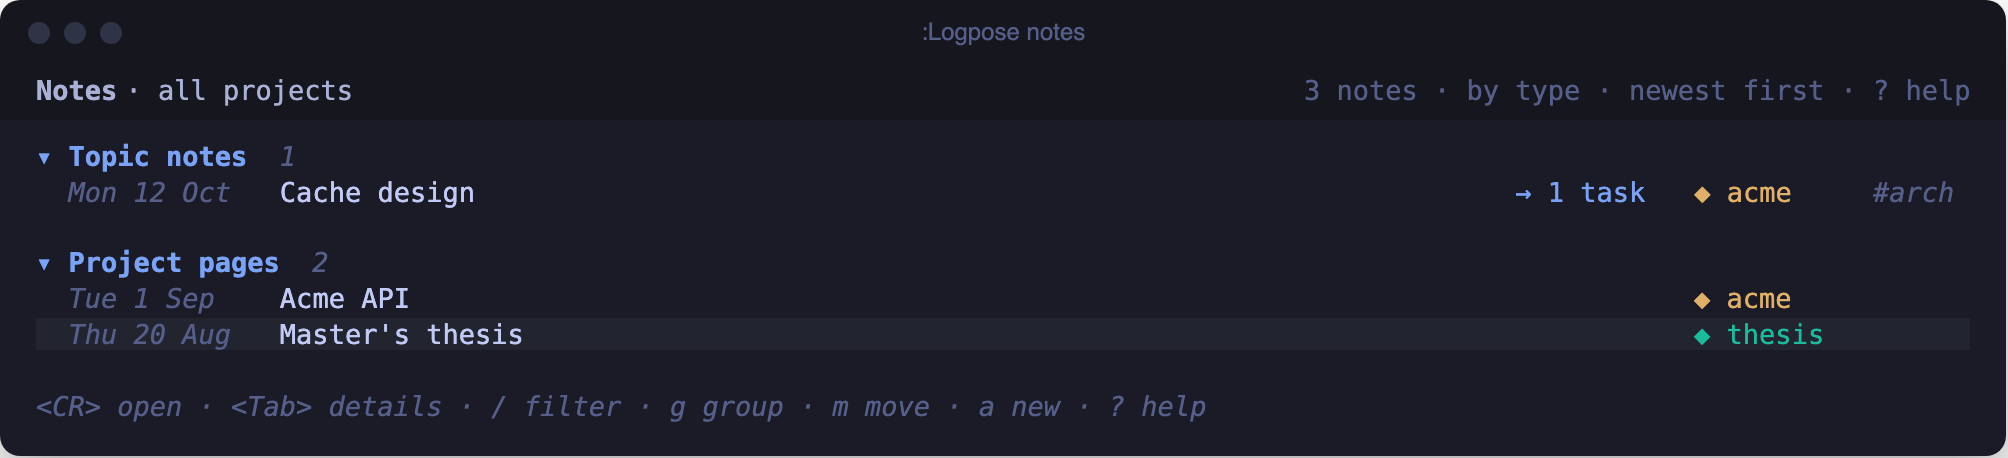 :Logpose notes
Notes · all projects 3 notes · by type · newest first · ? help
▾ Topic notes 1
Mon 12 Oct Cache design → 1 task ◆ acme #arch
▾ Project pages 2
Tue 1 Sep Acme API ◆ acme
Thu 20 Aug Master's thesis ◆ thesis
<CR> open · <Tab> details · / filter · g group · m move · a new · ? help